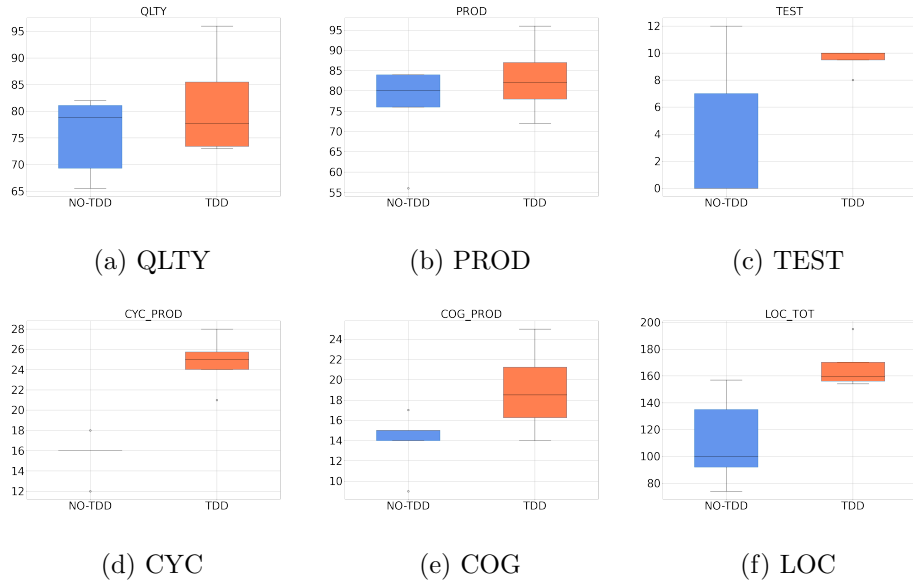 QLTY
95
90
85
80
75
70
65
NO-TDD TDD
(a) QLTY
PROD
95
90
85
80
75
70
65
60
55
NO-TDD TDD
(b) PROD
TEST
12
10
8
6
4
2
0
NO-TDD TDD
(c) TEST
CYC_PROD
28
26
24
22
20
18
16
14
12
NO-TDD TDD
(d) CYC
COG_PROD
24
22
20
18
16
14
12
10
NO-TDD TDD
(e) COG
LOC_TOT
200
180
160
140
120
100
80
NO-TDD TDD
(f) LOC